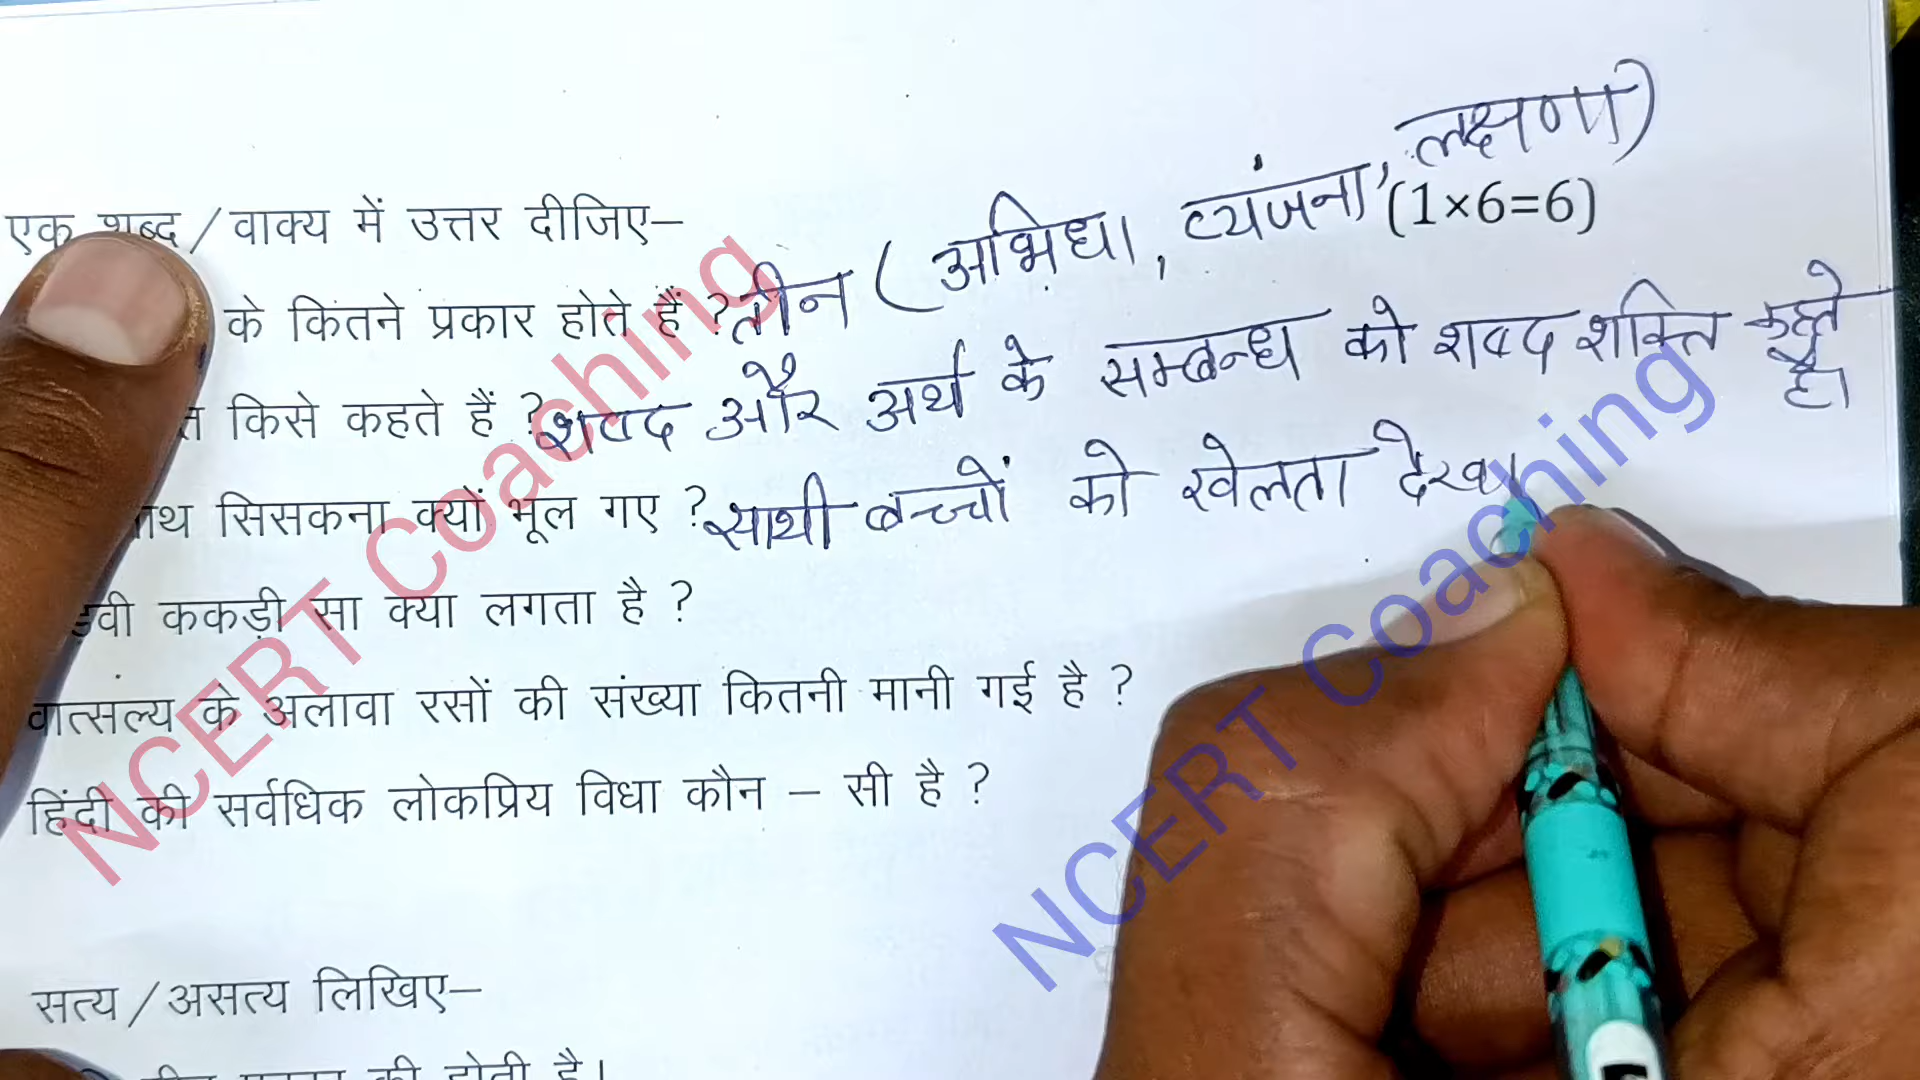 लक्षणा)
एक शब्द / वाक्य में उत्तर दीजिए– (अभिधा, व्यंजना, (1×6=6)
के कितने प्रकार होते हैं ? तीन
किसे कहते हैं ? शब्द और अर्थ के सम्बन्ध को शब्द शक्ति कहते है।
सिसकना क्यों भूल गए ? साथी बच्चों को खेलता देखा
ककड़ी सा क्या लगता है ?
वात्सल्य के अलावा रसों की संख्या कितनी मानी गई है ?
हिंदी की सर्वधिक लोकप्रिय विधा कौन – सी है ?
सत्य / असत्य लिखिए–
की होती है।
NCERT Coaching
NCERT Coaching